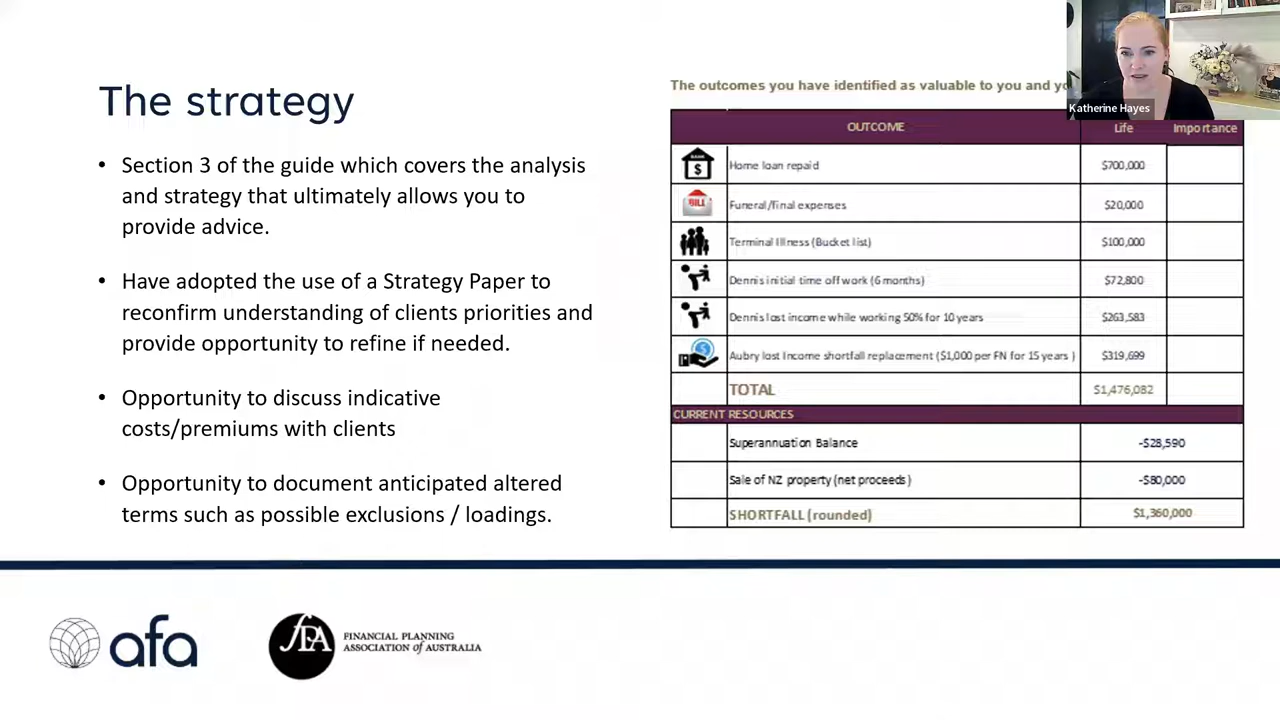 The strategy
• Section 3 of the guide which covers the analysis
and strategy that ultimately allows you to
provide advice.
• Have adopted the use of a Strategy Paper to
reconfirm understanding of clients priorities and
provide opportunity to refine if needed.
• Opportunity to discuss indicative
costs/premiums with clients
• Opportunity to document anticipated altered
terms such as possible exclusions / loadings.
The outcomes you have identified as valuable to you and
Katherine Hayes
OUTCOME Life Importance
BANK $ Home loan repaid $700,000
BILL Funeral/final expenses $20,000
Terminal Illness (Bucket list) $100,000
Dennis initial time off work (6 months) $72,800
Dennis lost income while working 50% for 10 years $263,583
$ Aubry lost Income shortfall replacement ($1,000 per FN for 15 years ) $319,699
TOTAL $1,476,082
CURRENT RESOURCES
Superannuation Balance -$28,590
Sale of NZ property (net proceeds) -$80,000
SHORTFALL (rounded) $1,360,000
afa
fPA
FINANCIAL PLANNING
ASSOCIATION of AUSTRALIA